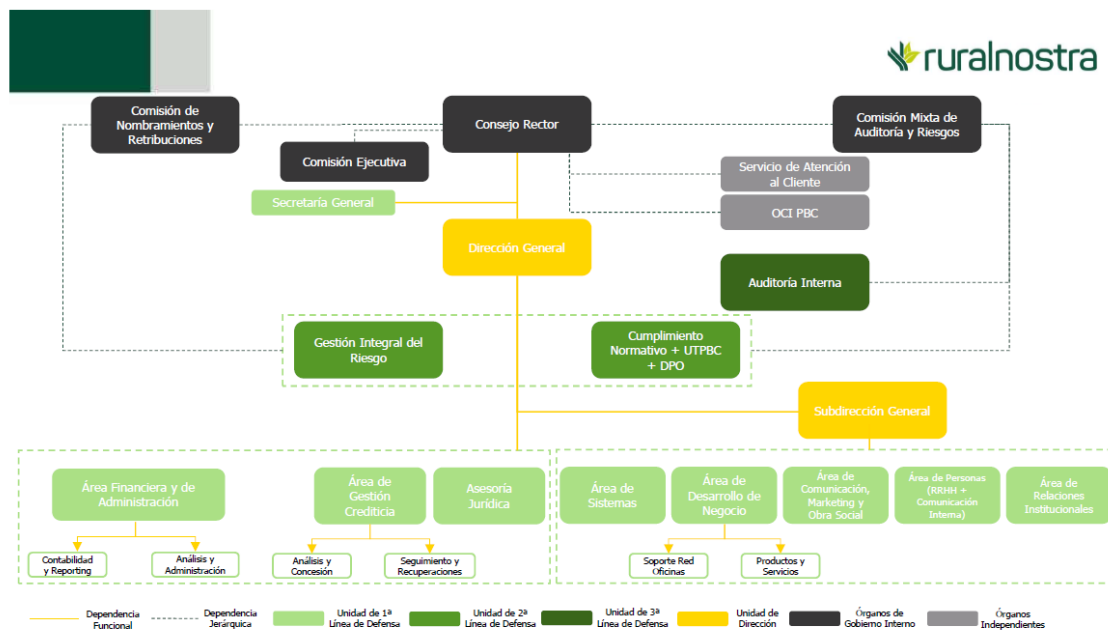 ruralnostra
Comisión de
Nombramientos y
Retribuciones
Consejo Rector
Comisión Mixta de
Auditoría y Riesgos
Comisión Ejecutiva
Servicio de Atención
al Cliente
Secretaría General
OCI PBC
Dirección General
Auditoría Interna
Gestión Integral del
Riesgo
Cumplimiento
Normativo + UTPBC
+ DPO
Subdirección General
Área Financiera y de
Administración
Área de
Gestión
Crediticia
Asesoría
Jurídica
Área de
Sistemas
Área de
Desarrollo de
Negocio
Área de
Comunicación,
Marketing y
Obra Social
Área de Personas
(RRHH +
Comunicación
Interna)
Área de
Relaciones
Institucionales
Contabilidad
y Reporting
Análisis y
Administración
Análisis y
Concesión
Seguimiento y
Recuperaciones
Soporte Red
Oficinas
Productos y
Servicios
Dependencia
Funcional
Dependencia
Jerárquica
Unidad de 1ª
Línea de Defensa
Unidad de 2ª
Línea de Defensa
Unidad de 3ª
Línea de Defensa
Unidad de
Dirección
Órganos de
Gobierno Interno
Órganos
Independientes